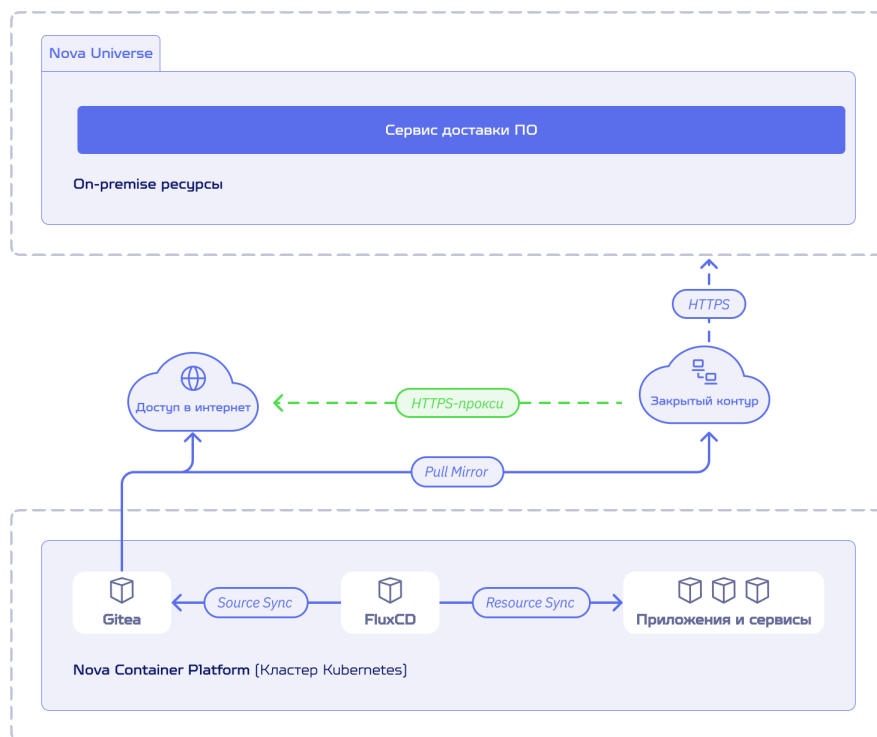 Nova Universe
Сервис доставки ПО
On-premise ресурсы
HTTPS
Доступ в интернет
HTTPS-прокси
Закрытый контур
Pull Mirror
Gitea
Source Sync
FluxCD
Resource Sync
Приложения и сервисы
Nova Container Platform (Кластер Kubernetes)